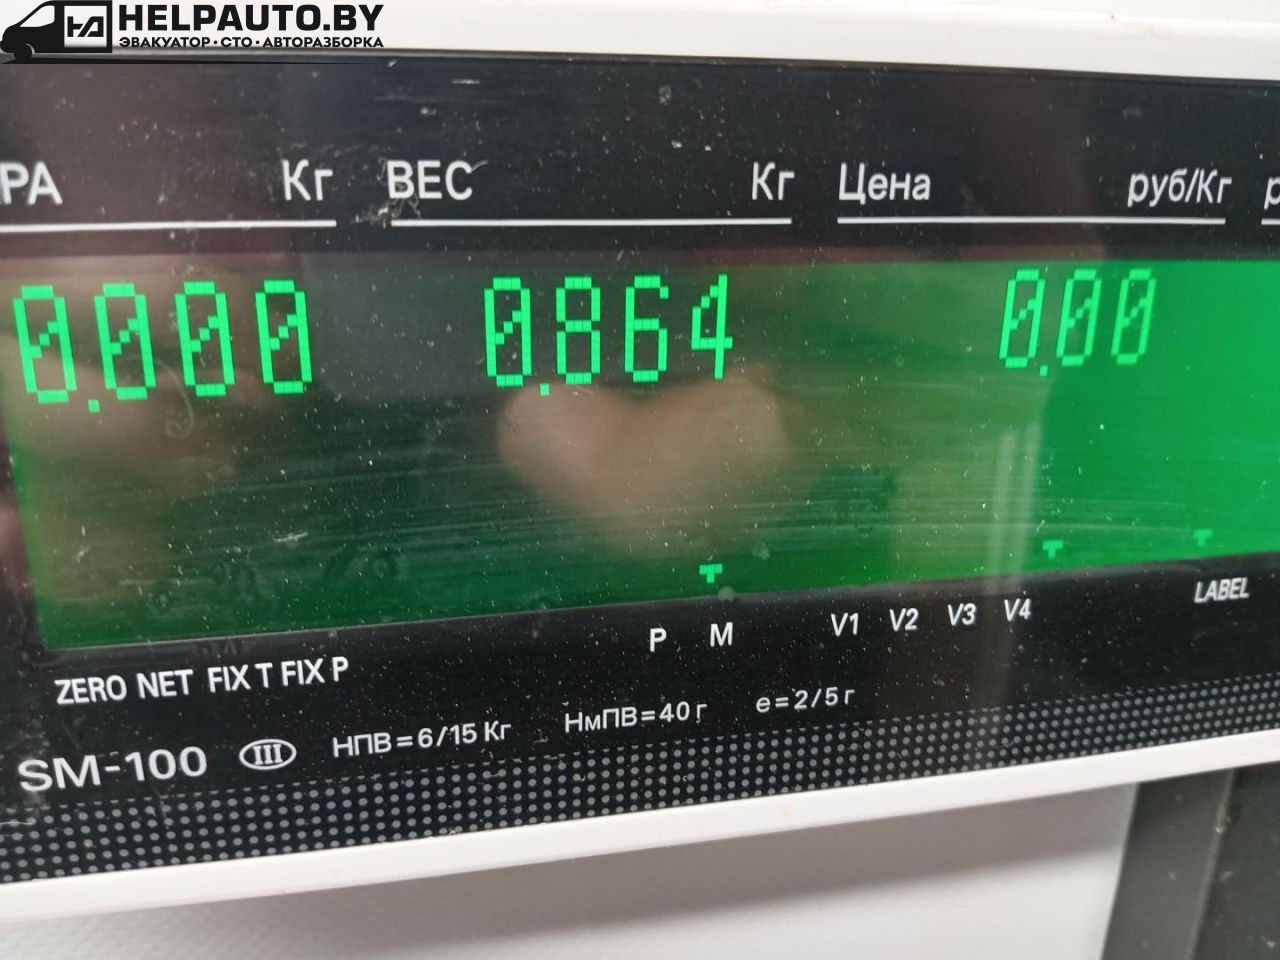 HELPAUTO.BY
ЭВАКУАТОР·СТО·АВТОРАЗБОРКА
РА Кг ВЕС Кг Цена руб/Кг р
0.000 0.864 0.00
P M V1 V2 V3 V4 LABEL
ZERO NET FIX T FIX P
SM-100 III НПВ=6/15 Кг НмПВ=40 г e=2/5 г